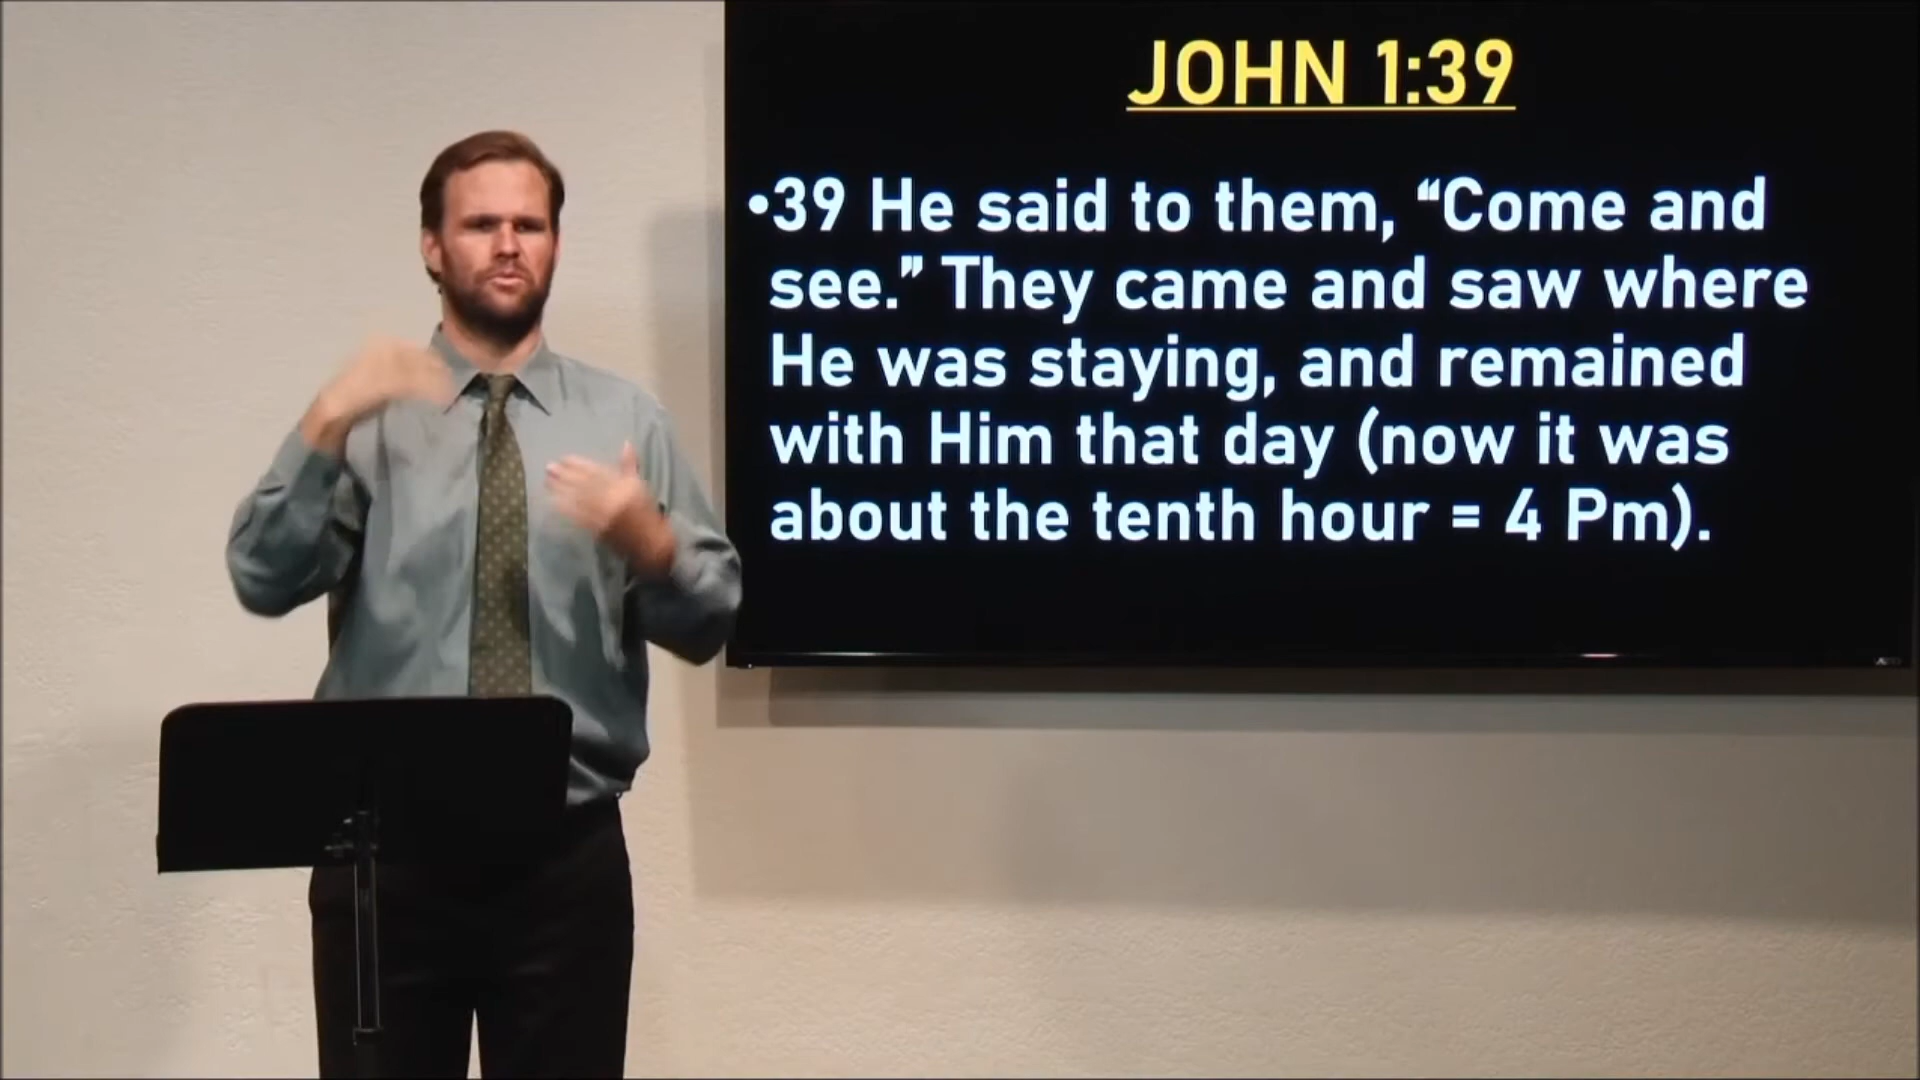 JOHN 1:39
•39 He said to them, “Come and
see.” They came and saw where
He was staying, and remained
with Him that day (now it was
about the tenth hour = 4 Pm).